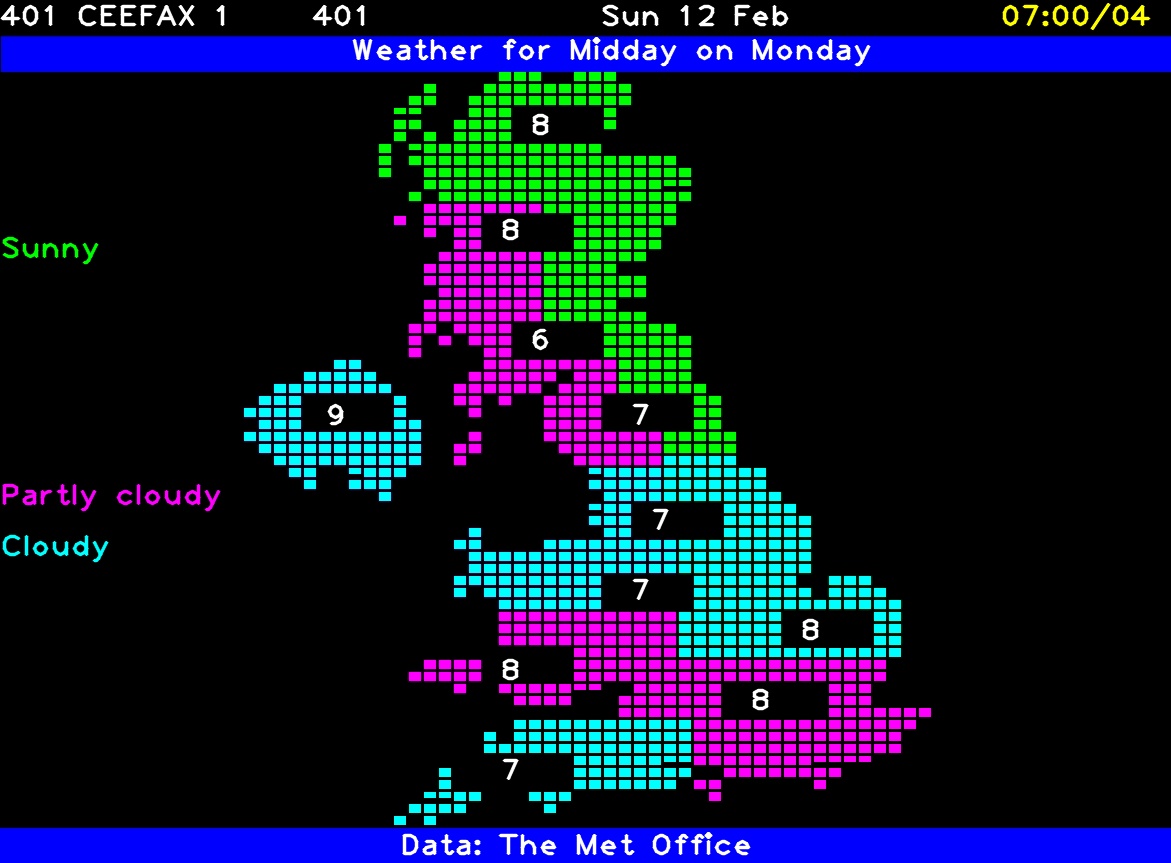 401 CEEFAX 1 401 Sun 12 Feb 07:00/04
Weather for Midday on Monday
8
8
Sunny
6
9
7
Partly cloudy
7
Cloudy
7
8
8
8
7
Data: The Met Office